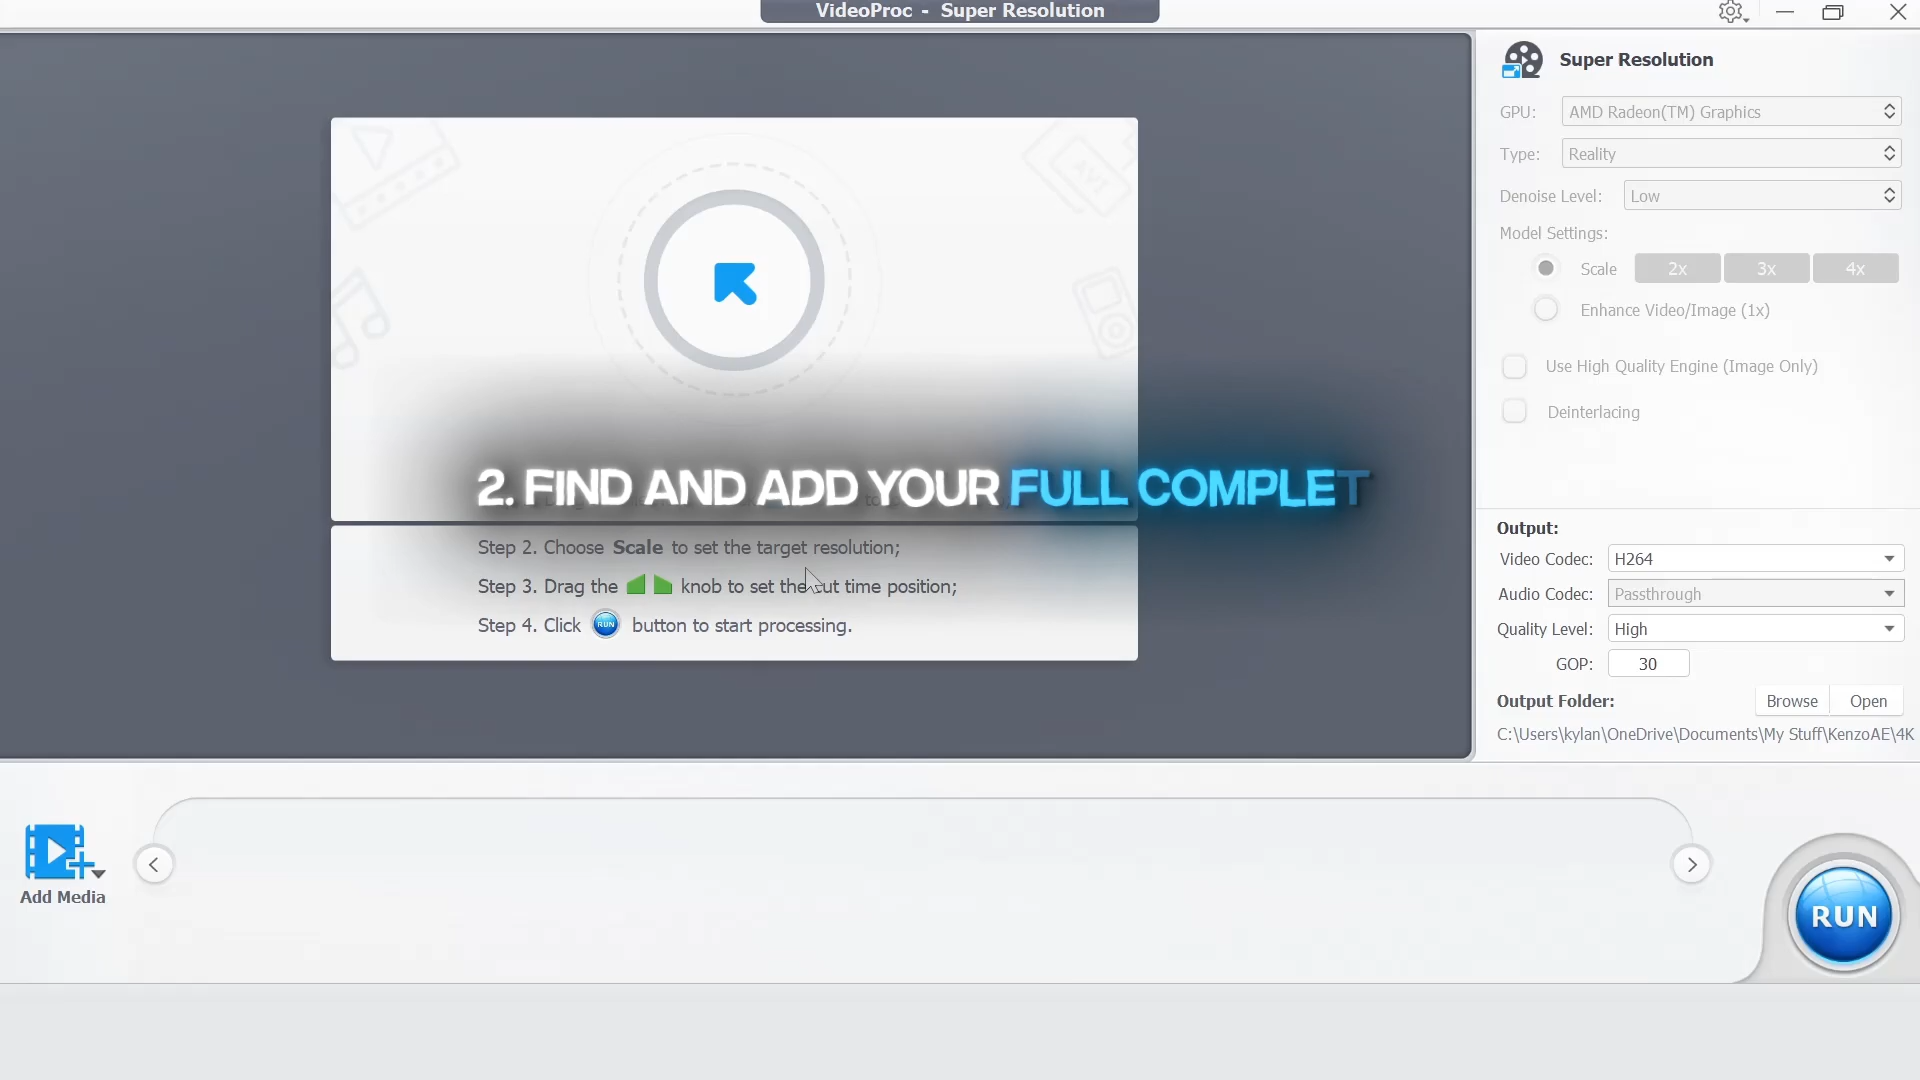 VideoProc - Super Resolution
Super Resolution
GPU: AMD Radeon(TM) Graphics
Type: Reality
Denoise Level: Low
Model Settings:
Scale 2x 3x 4x
Enhance Video/Image (1x)
Use High Quality Engine (Image Only)
Deinterlacing
AVI
2. FIND AND ADD YOUR FULL COMPLET
Step 2. Choose Scale to set the target resolution;
Step 3. Drag the knob to set the cut time position;
Step 4. Click RUN button to start processing.
Output:
Video Codec: H264
Audio Codec: Passthrough
Quality Level: High
GOP: 30
Output Folder: Browse Open
C:\Users\kylan\OneDrive\Documents\My Stuff\KenzoAE\4K
Add Media
RUN